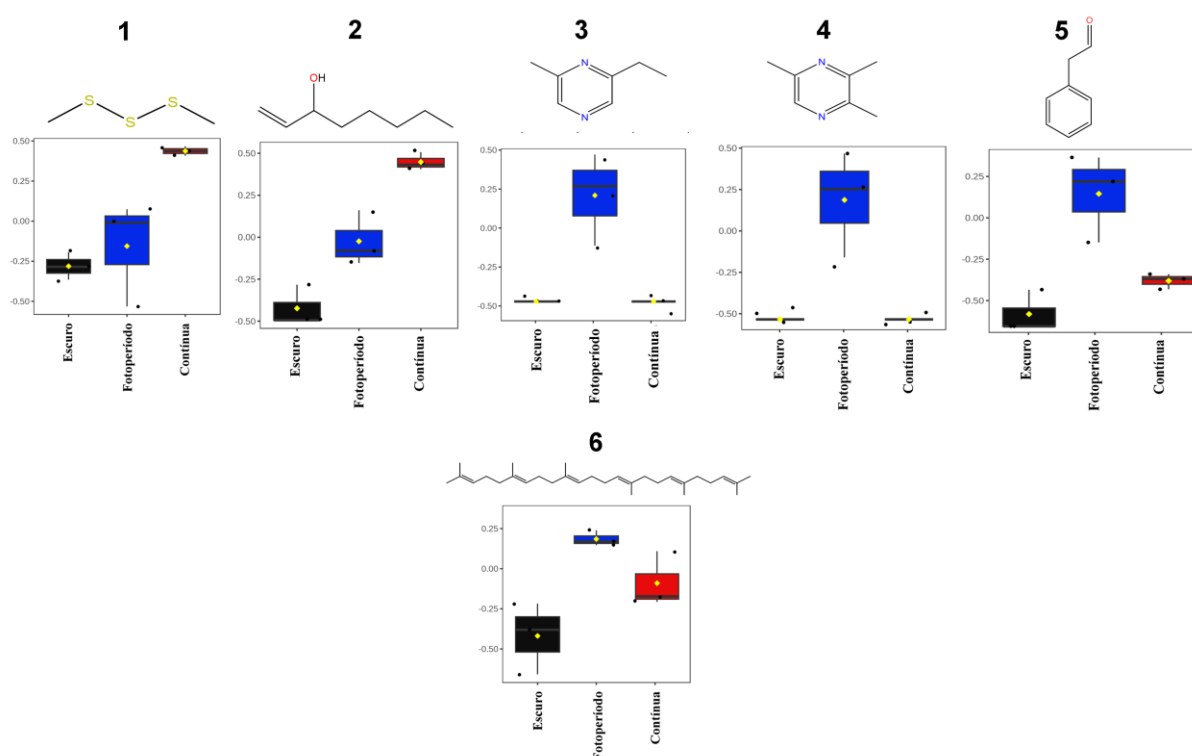 1
2
3
4
5
S
S
S
OH
N
N
N
N
O
0.50
0.25
0.00
-0.25
-0.50
Escuro
Fotoperíodo
Contínua
0.50
0.25
0.00
-0.25
-0.50
Escuro
Fotoperíodo
Contínua
0.50
0.25
0.00
-0.25
-0.50
Escuro
Fotoperíodo
Contínua
0.50
0.25
0.00
-0.25
-0.50
Escuro
Fotoperíodo
Contínua
0.25
0.00
-0.25
-0.50
Escuro
Fotoperíodo
Contínua
6
0.25
0.00
-0.25
-0.50
Escuro
Fotoperíodo
Contínua